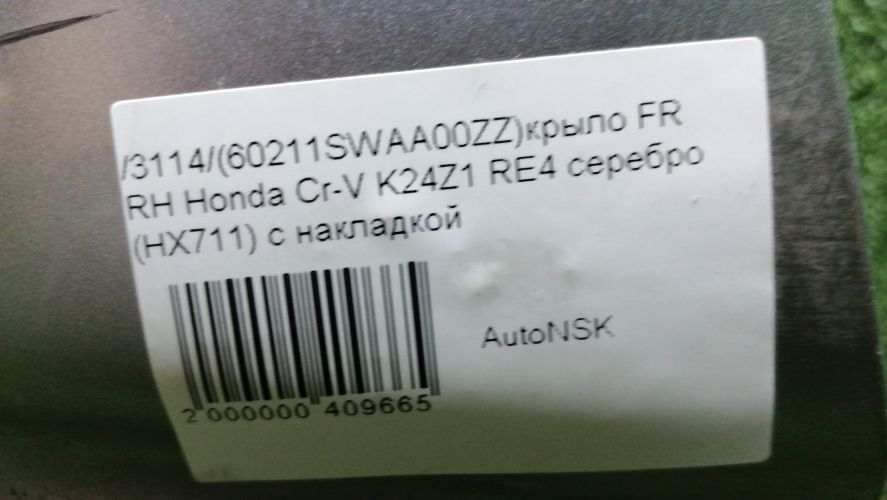 /3114/(60211SWAA00ZZ)крыло FR
RH Honda Cr-V K24Z1 RE4 серебро
(HX711) с накладкой
AutoNSK
2 000000 409665